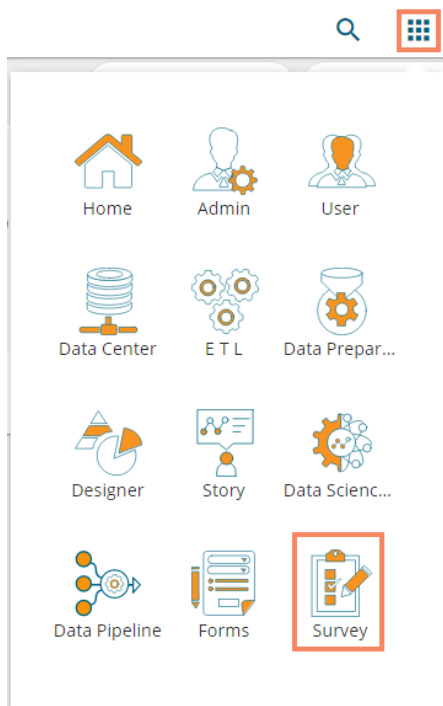 Home Admin User
Data Center E T L Data Prepar...
Designer Story Data Scienc...
Data Pipeline Forms Survey